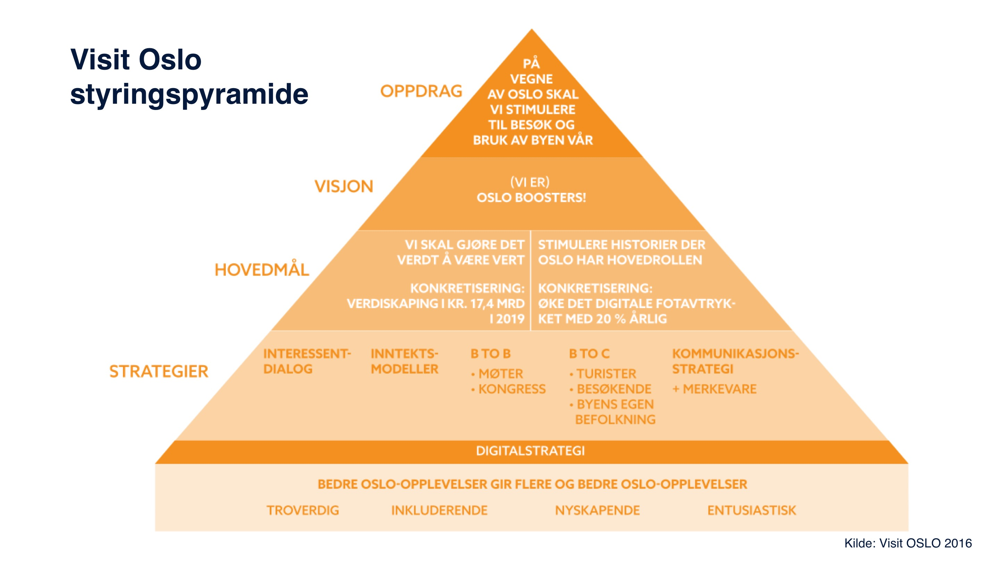 Visit Oslo
styringspyramide
OPPDRAG
PÅ
VEGNE
AV OSLO SKAL
VI STIMULERE
TIL BESØK OG
BRUK AV BYEN VÅR
VISJON
(VI ER)
OSLO BOOSTERS!
HOVEDMÅL
VI SKAL GJØRE DET
VERDT Å VÆRE VERT
KONKRETISERING:
VERDISKAPING I KR. 17,4 MRD
I 2019
STIMULERE HISTORIER DER
OSLO HAR HOVEDROLLEN
KONKRETISERING:
ØKE DET DIGITALE FOTAVTRYK-
KET MED 20 % ÅRLIG
STRATEGIER
INTERESSENT-
DIALOG
INNTEKTS-
MODELLER
B TO B
• MØTER
• KONGRESS
B TO C
• TURISTER
• BESØKENDE
• BYENS EGEN
BEFOLKNING
KOMMUNIKASJONS-
STRATEGI
+ MERKEVARE
DIGITALSTRATEGI
BEDRE OSLO-OPPLEVELSER GIR FLERE OG BEDRE OSLO-OPPLEVELSER
TROVERDIG INKLUDERENDE NYSKAPENDE ENTUSIASTISK
Kilde: Visit OSLO 2016